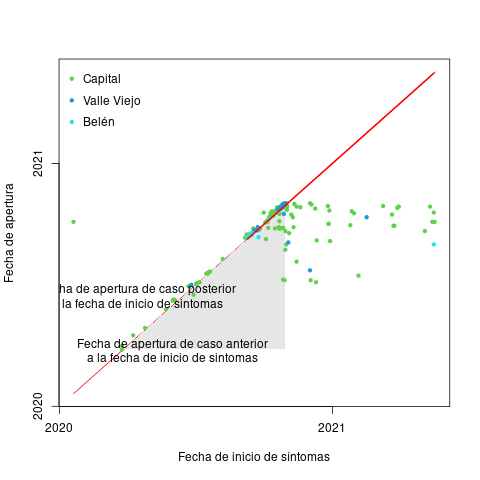 Capital
Valle Viejo
Belén
Fecha de apertura
2021
2020
ha de apertura de caso posterior
la fecha de inicio de síntomas
Fecha de apertura de caso anterior
a la fecha de inicio de síntomas
2020
2021
Fecha de inicio de síntomas